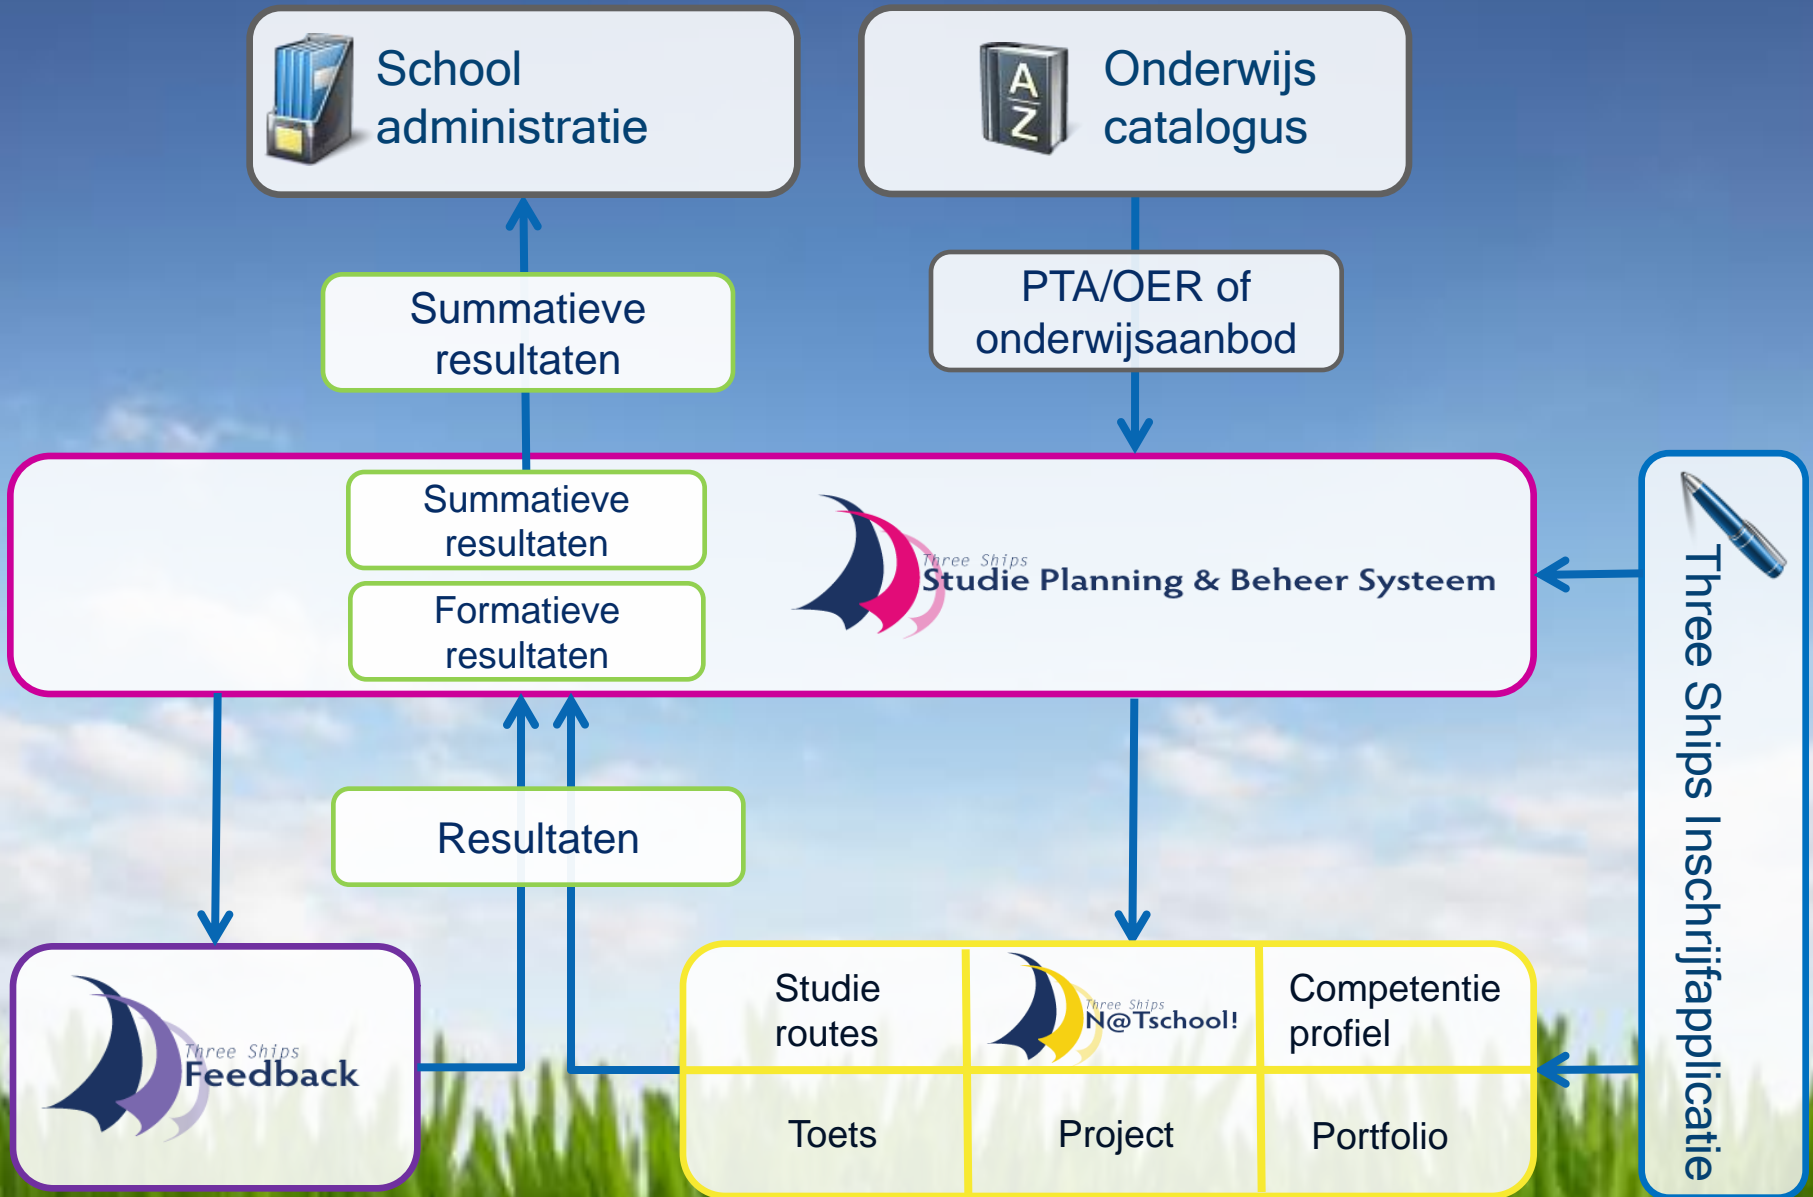 School
administratie
A
Z
Onderwijs
catalogus
Summatieve
resultaten
PTA/OER of
onderwijsaanbod
Summatieve
resultaten
Formatieve
resultaten
Three Ships
Studie Planning & Beheer Systeem
Three Ships Inschrijfapplicatie
Resultaten
Three Ships
Feedback
Studie
routes
Three Ships
N@Tschool!
Competentie
profiel
Toets
Project
Portfolio